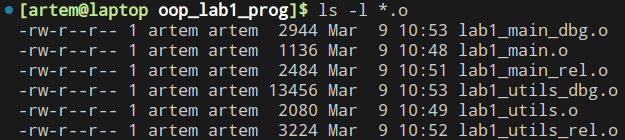 [artem@laptop oop_lab1_prog]$ ls -l *.o
-rw-r--r-- 1 artem artem  2944 Mar  9 10:53 lab1_main_dbg.o
-rw-r--r-- 1 artem artem  1136 Mar  9 10:48 lab1_main.o
-rw-r--r-- 1 artem artem  2484 Mar  9 10:51 lab1_main_rel.o
-rw-r--r-- 1 artem artem 13456 Mar  9 10:53 lab1_utils_dbg.o
-rw-r--r-- 1 artem artem  2080 Mar  9 10:49 lab1_utils.o
-rw-r--r-- 1 artem artem  3224 Mar  9 10:52 lab1_utils_rel.o